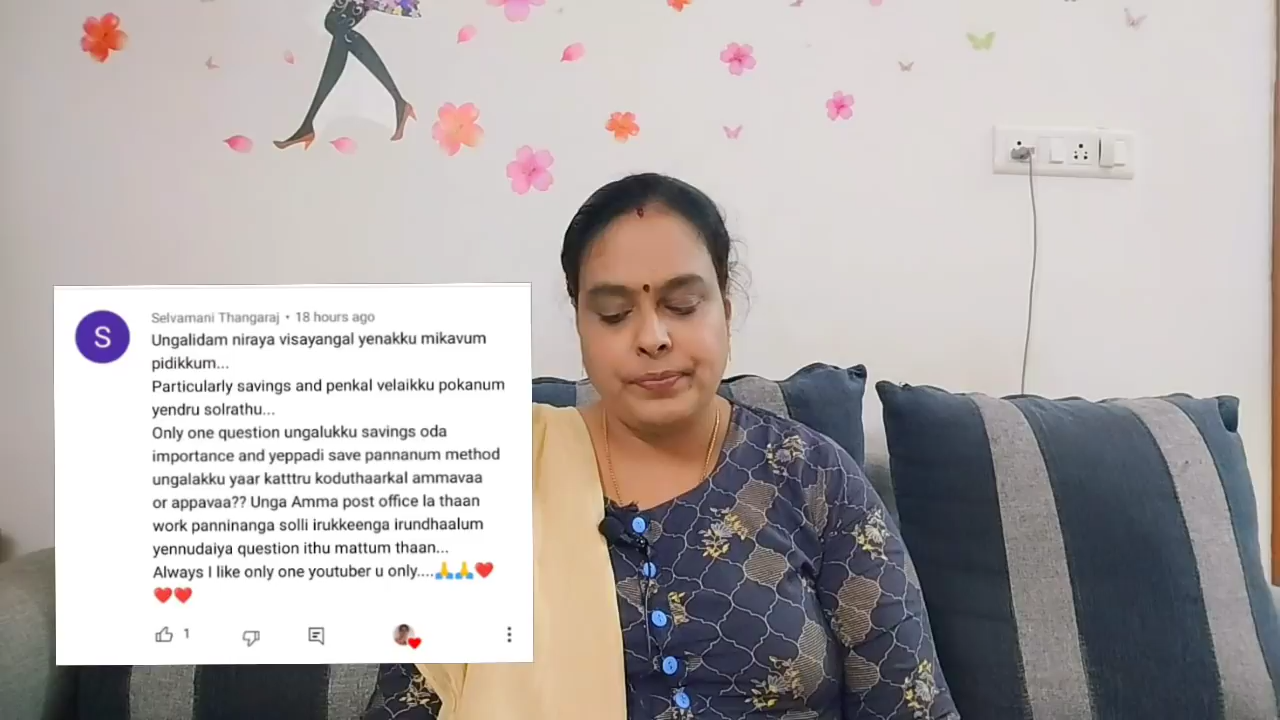 S
Selvamani Thangaraj • 18 hours ago
Ungalidam niraya visayangal yenakku mikavum
pidikkum...
Particularly savings and penkal velaikku pokanum
yendru solrathu...
Only one question ungalukku savings oda
importance and yeppadi save pannanum method
ungalakku yaar katttru koduthaarkal ammavaa
or appavaa?? Unga Amma post office la thaan
work panninanga solli irukkeenga irundhaalum
yennudaiya question ithu mattum thaan...
Always I like only one youtuber u only....🙏🙏❤️
❤️❤️
1